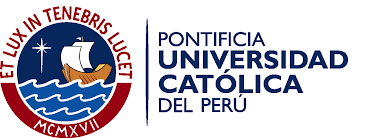 ET LUX IN TENEBRIS LUCET
MCMXVII
PONTIFICIA
UNIVERSIDAD
CATÓLICA
DEL PERÚ